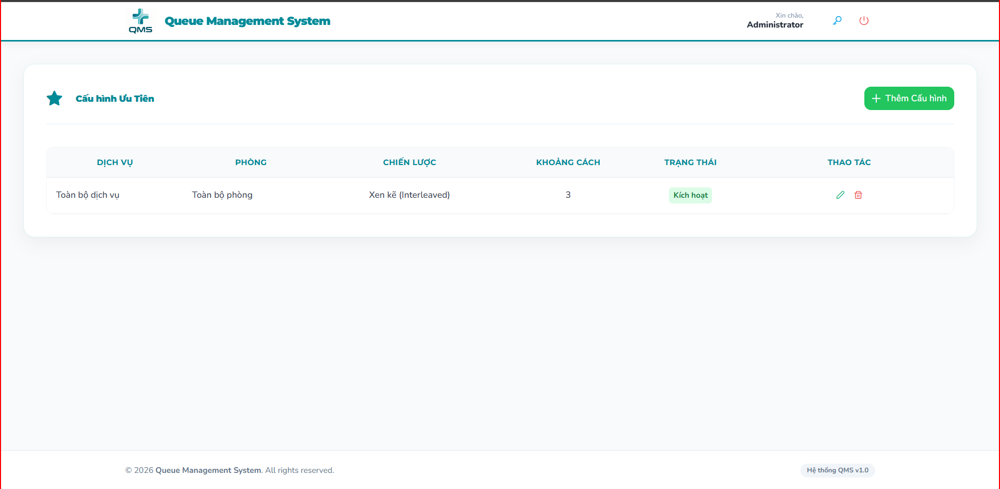 QMS
Queue Management System
Xin chào,
Administrator
Cấu hình Ưu Tiên
Thêm Cấu hình
DỊCH VỤ PHÒNG CHIẾN LƯỢC KHOẢNG CÁCH TRẠNG THÁI THAO TÁC
Toàn bộ dịch vụ Toàn bộ phòng Xen kẽ (Interleaved) 3 Kích hoạt
© 2026 Queue Management System. All rights reserved.
Hệ thống QMS v1.0